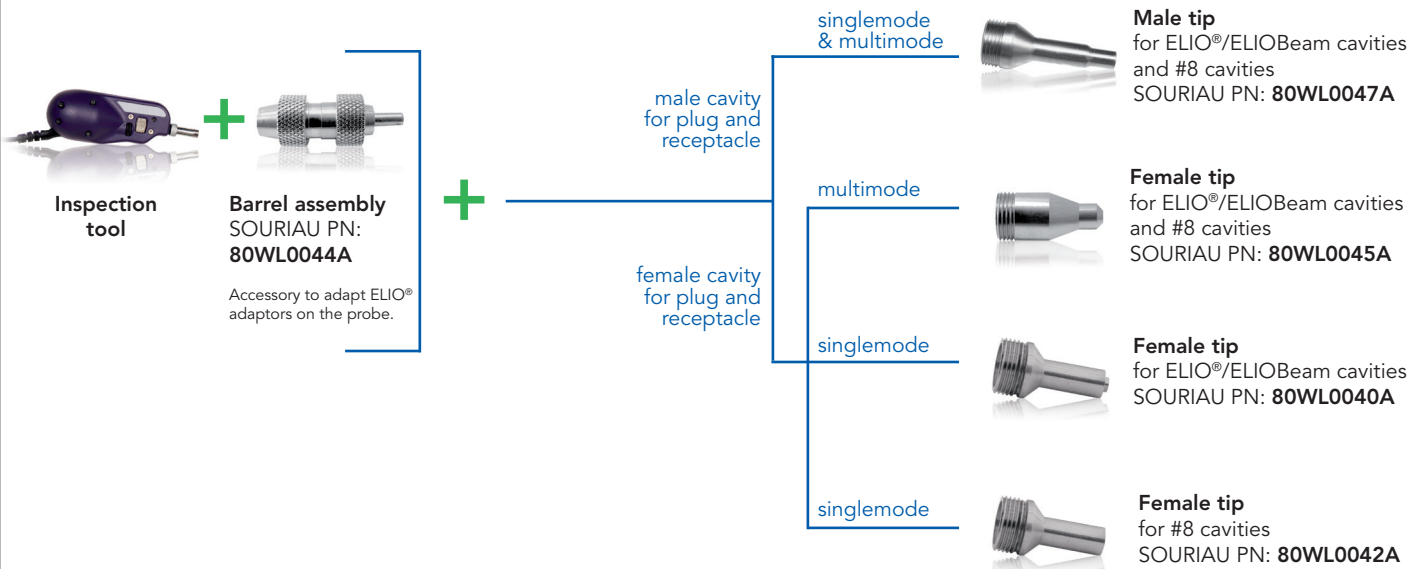 Inspection
tool
Barrel assembly
SOURIAU PN:
80WL0044A
Accessory to adapt ELIO®
adaptors on the probe.
male cavity
for plug and
receptacle
female cavity
for plug and
receptacle
singlemode
& multimode
Male tip
for ELIO®/ELIOBeam cavities
and #8 cavities
SOURIAU PN: 80WL0047A
multimode
Female tip
for ELIO®/ELIOBeam cavities
and #8 cavities
SOURIAU PN: 80WL0045A
singlemode
Female tip
for ELIO®/ELIOBeam cavities
SOURIAU PN: 80WL0040A
singlemode
Female tip
for #8 cavities
SOURIAU PN: 80WL0042A